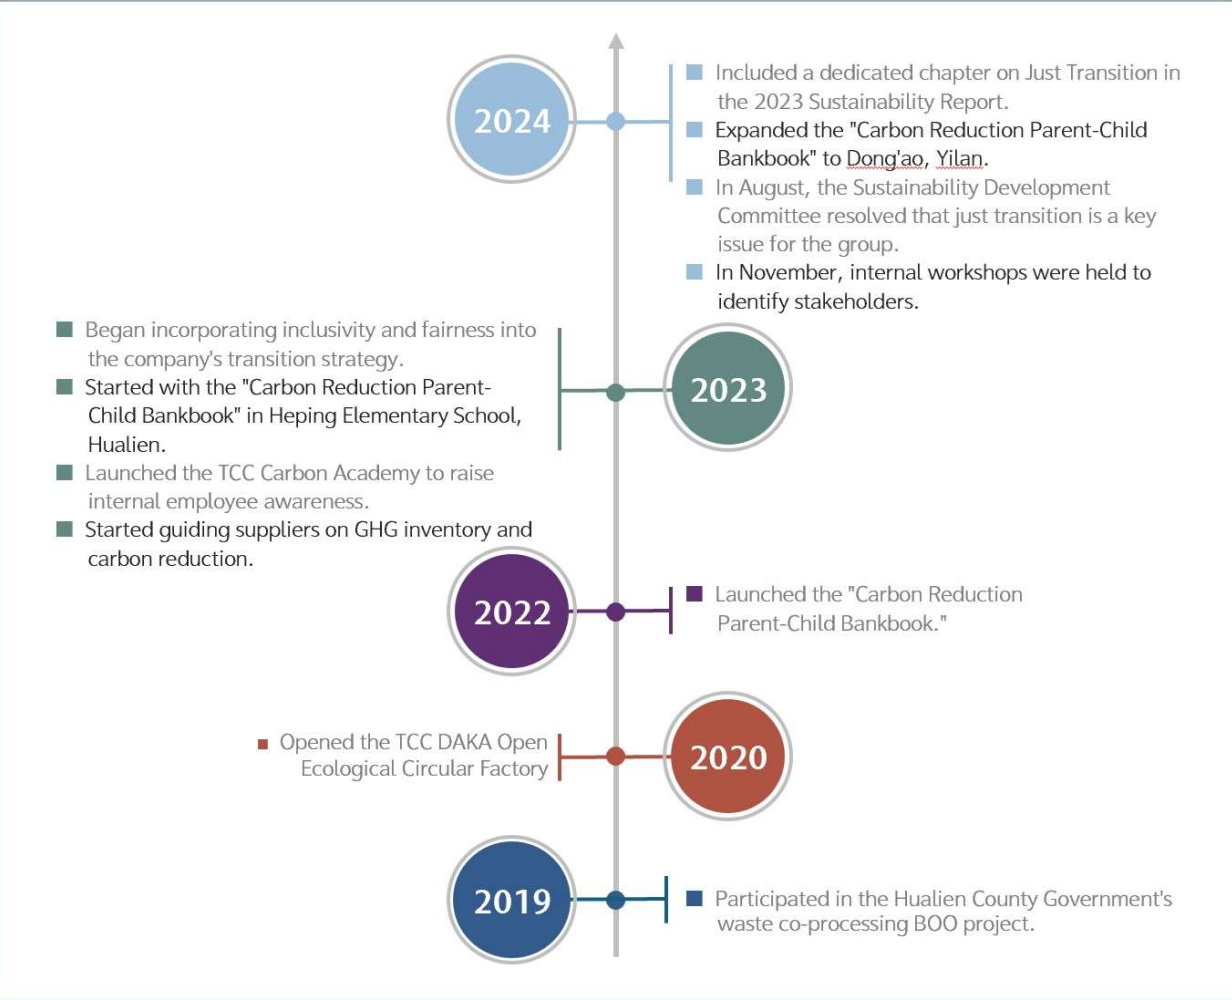 2024
Included a dedicated chapter on Just Transition in
the 2023 Sustainability Report.
Expanded the "Carbon Reduction Parent-Child
Bankbook" to Dong'ao, Yilan.
In August, the Sustainability Development
Committee resolved that just transition is a key
issue for the group.
In November, internal workshops were held to
identify stakeholders.
2023
Began incorporating inclusivity and fairness into
the company's transition strategy.
Started with the "Carbon Reduction Parent-
Child Bankbook" in Heping Elementary School,
Hualien.
Launched the TCC Carbon Academy to raise
internal employee awareness.
Started guiding suppliers on GHG inventory and
carbon reduction.
2022
Launched the "Carbon Reduction
Parent-Child Bankbook."
2020
Opened the TCC DAKA Open
Ecological Circular Factory
2019
Participated in the Hualien County Government's
waste co-processing BOO project.